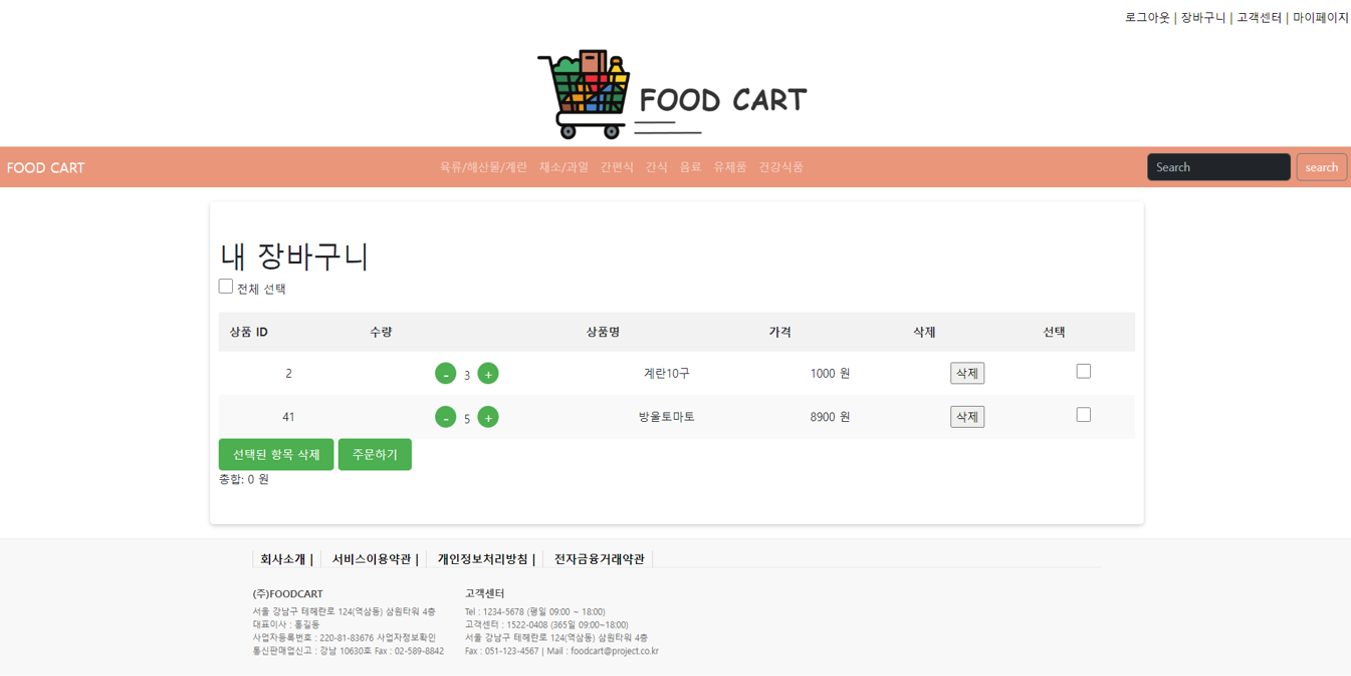 로그아웃 | 장바구니 | 고객센터 | 마이페이지
FOOD CART
FOOD CART 육류/해산물/계란 채소/과일 간편식 간식 음료 유제품 건강식품 Search search
내 장바구니
전체 선택
상품 ID 수량 상품명 가격 삭제 선택
2 - 3 + 계란10구 1000 원 삭제
41 - 5 + 방울토마토 8900 원 삭제
선택된 항목 삭제 주문하기
총합: 0 원
회사소개 | 서비스이용약관 | 개인정보처리방침 | 전자금융거래약관
(주)FOODCART
서울 강남구 테헤란로 124(역삼동) 삼원타워 4층
대표이사 : 홍길동
사업자등록번호 : 220-81-83676 사업자정보확인
통신판매업신고 : 강남 10630호 Fax : 02-589-8842
고객센터
Tel : 1234-5678 (평일 09:00 ~ 18:00)
고객센터 : 1522-0408 (365일 09:00~18:00)
서울 강남구 테헤란로 124(역삼동) 삼원타워 4층
Fax : 051-123-4567 | Mail : foodcart@project.co.kr